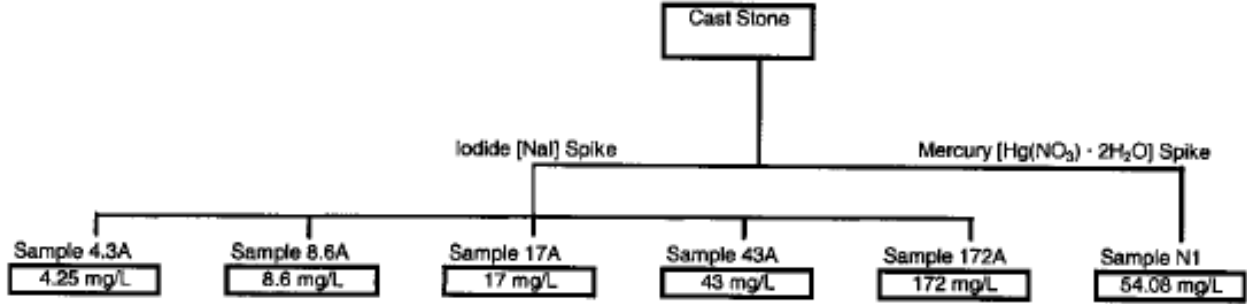 Cast Stone
Iodide [NaI] Spike
Mercury [Hg(NO₃) · 2H₂O] Spike
Sample 4.3A
Sample 8.6A
Sample 17A
Sample 43A
Sample 172A
Sample N1
4.25 mg/L
8.6 mg/L
17 mg/L
43 mg/L
172 mg/L
54.08 mg/L